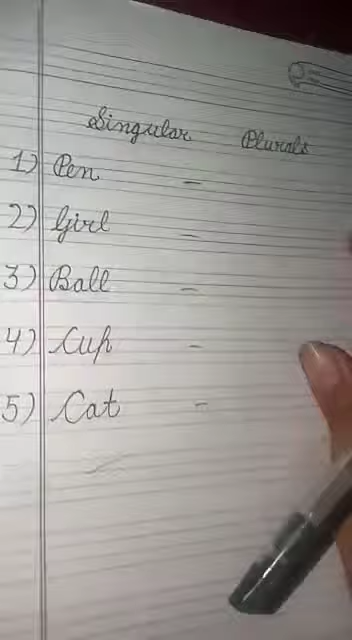 Singular Plurals
1) Pen -
2) Girl -
3) Ball -
4) Cup -
5) Cat -